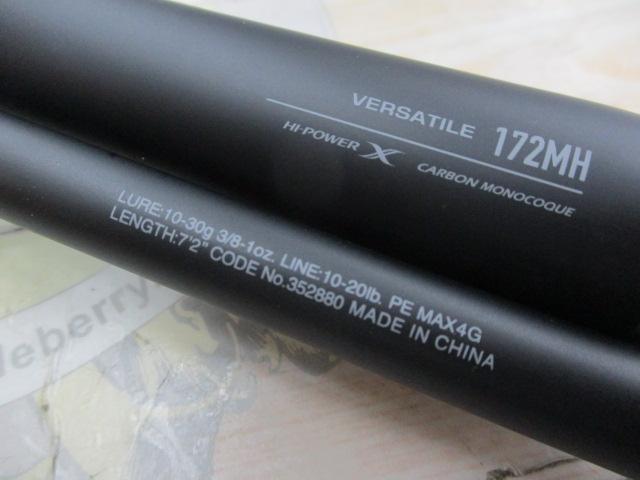 VERSATILE 172MH
HI-POWER X CARBON MONOCOQUE
LURE:10-30g 3/8-1oz. LINE:10-20lb. PE MAX4G
LENGTH:7'2" CODE No.352880 MADE IN CHINA
leberry